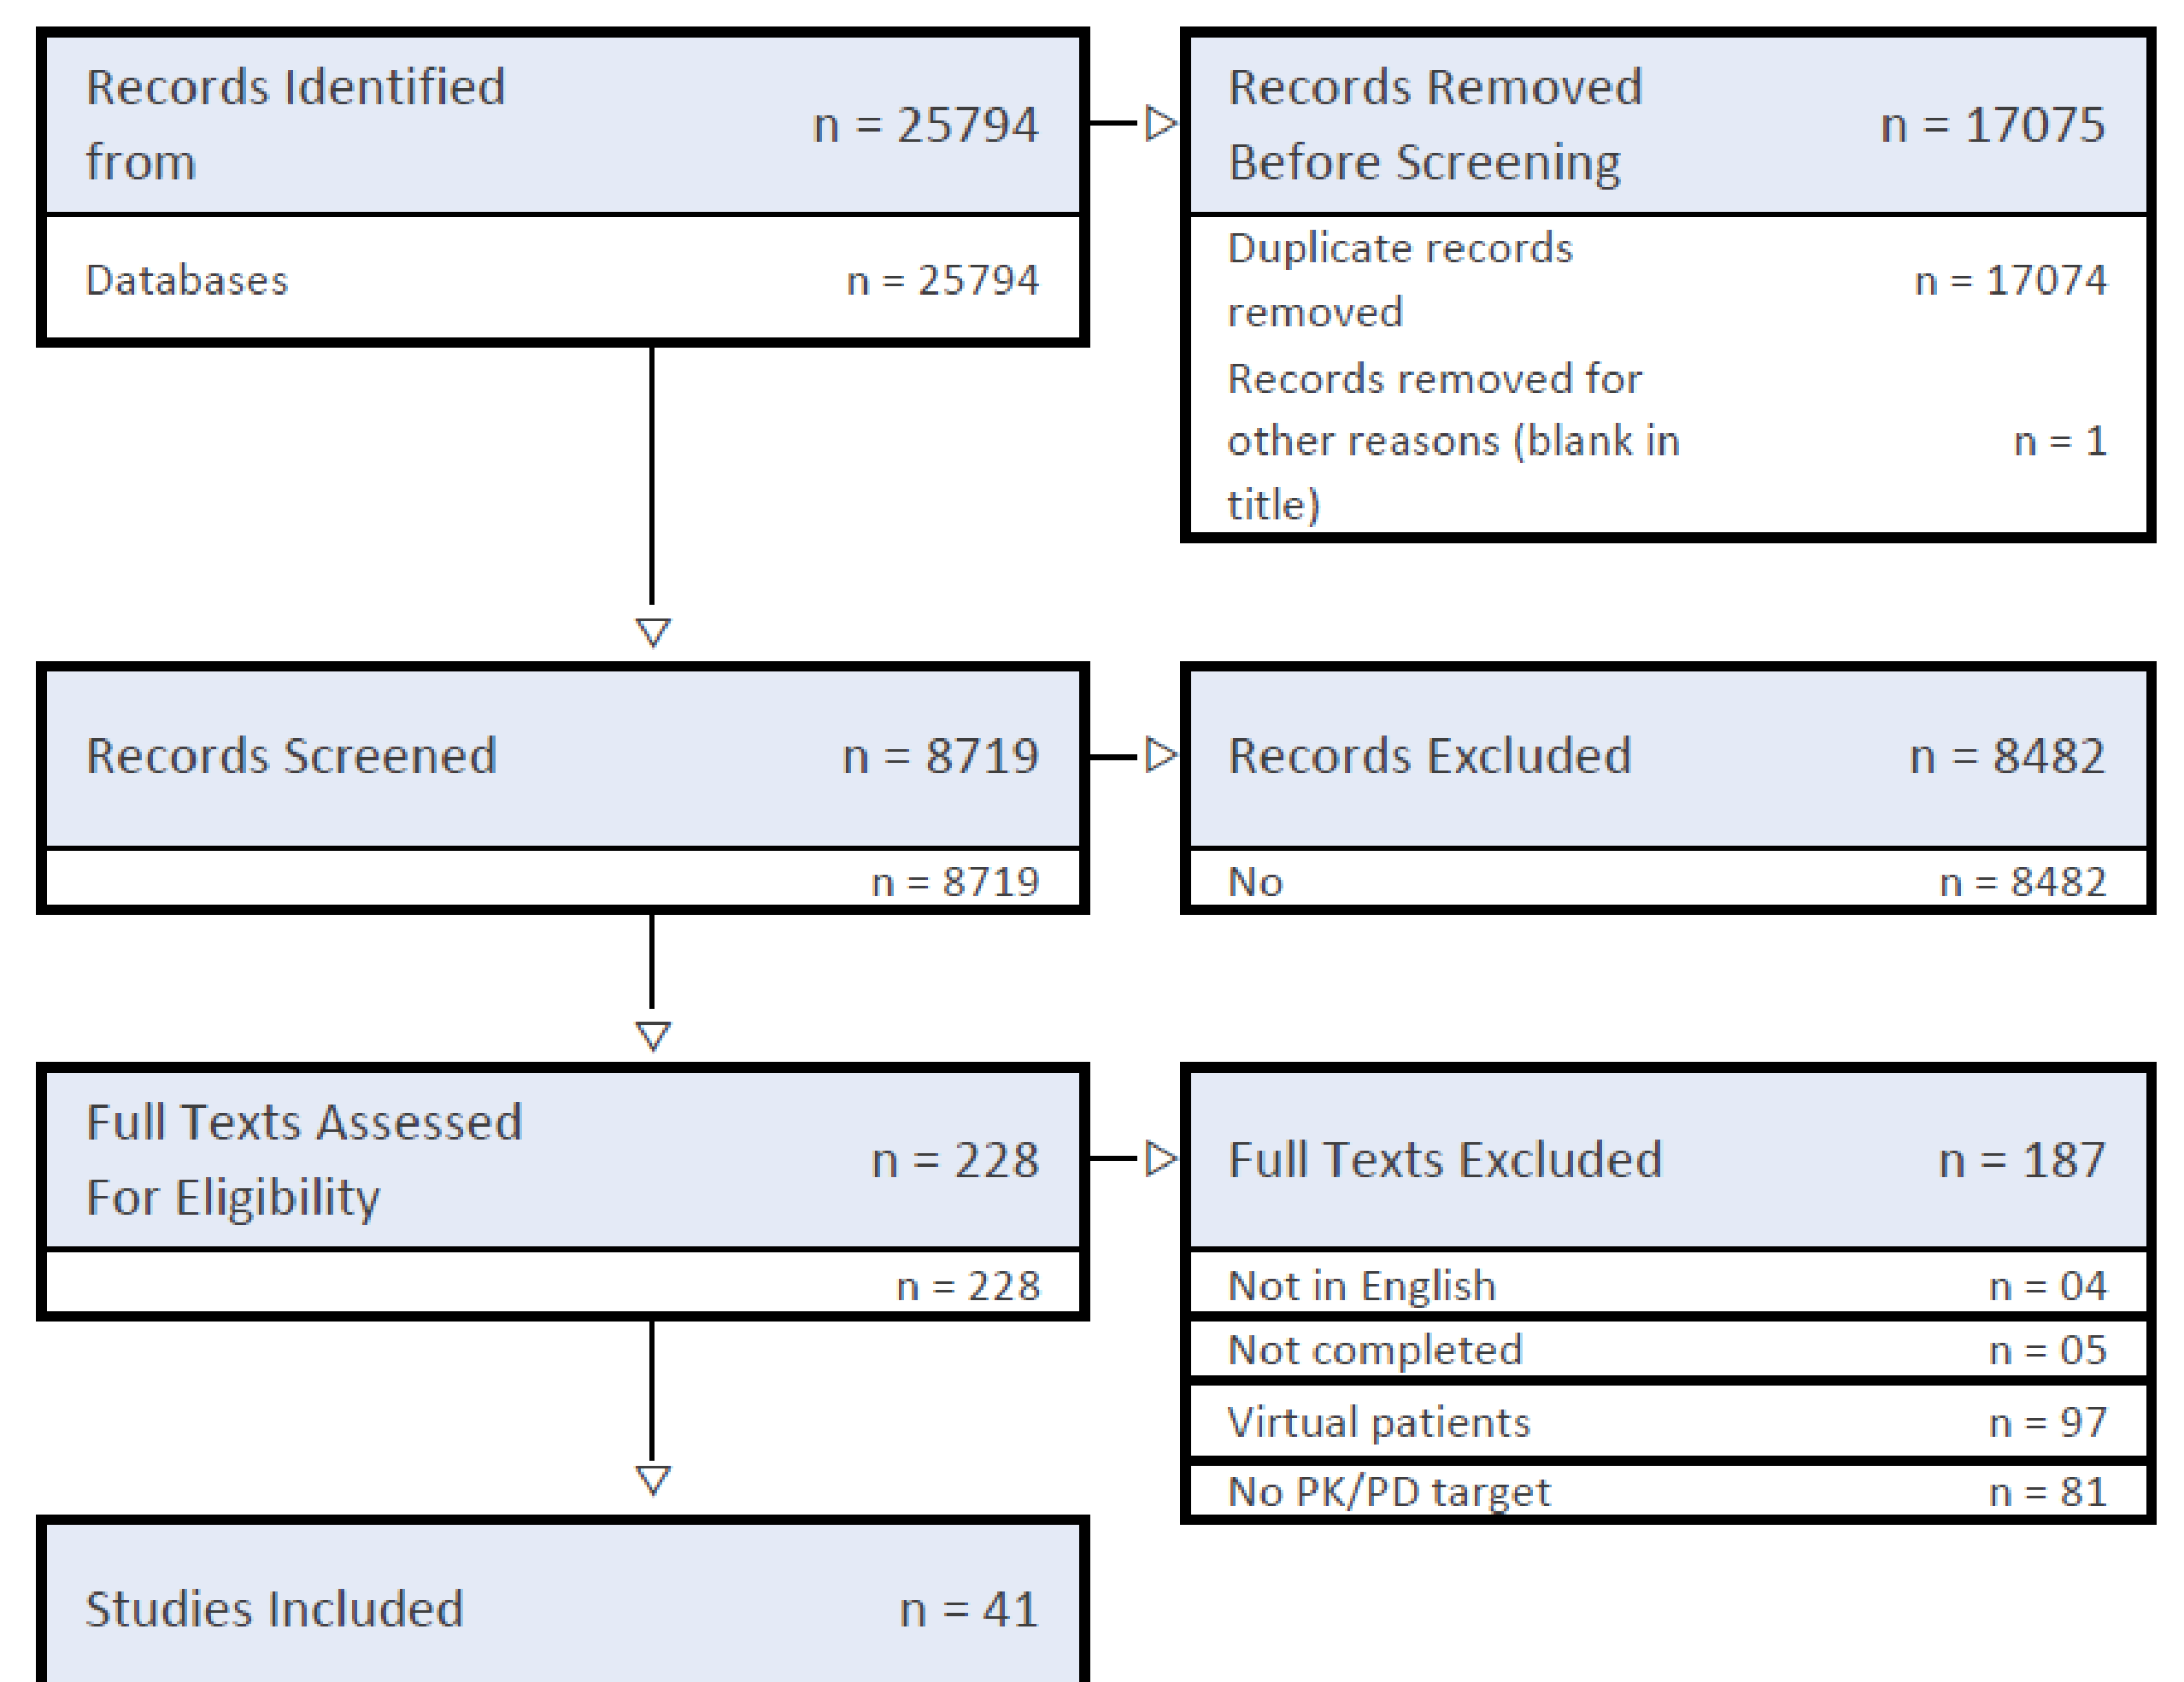 Records Identified
from
n = 25794
Databases
n = 25794
Records Removed
Before Screening
n = 17075
Duplicate records
removed
n = 17074
Records removed for
other reasons (blank in
title)
n = 1
Records Screened
n = 8719
n = 8719
Records Excluded
n = 8482
No
n = 8482
Full Texts Assessed
For Eligibility
n = 228
n = 228
Full Texts Excluded
n = 187
Not in English
n = 04
Not completed
n = 05
Virtual patients
n = 97
No PK/PD target
n = 81
Studies Included
n = 41